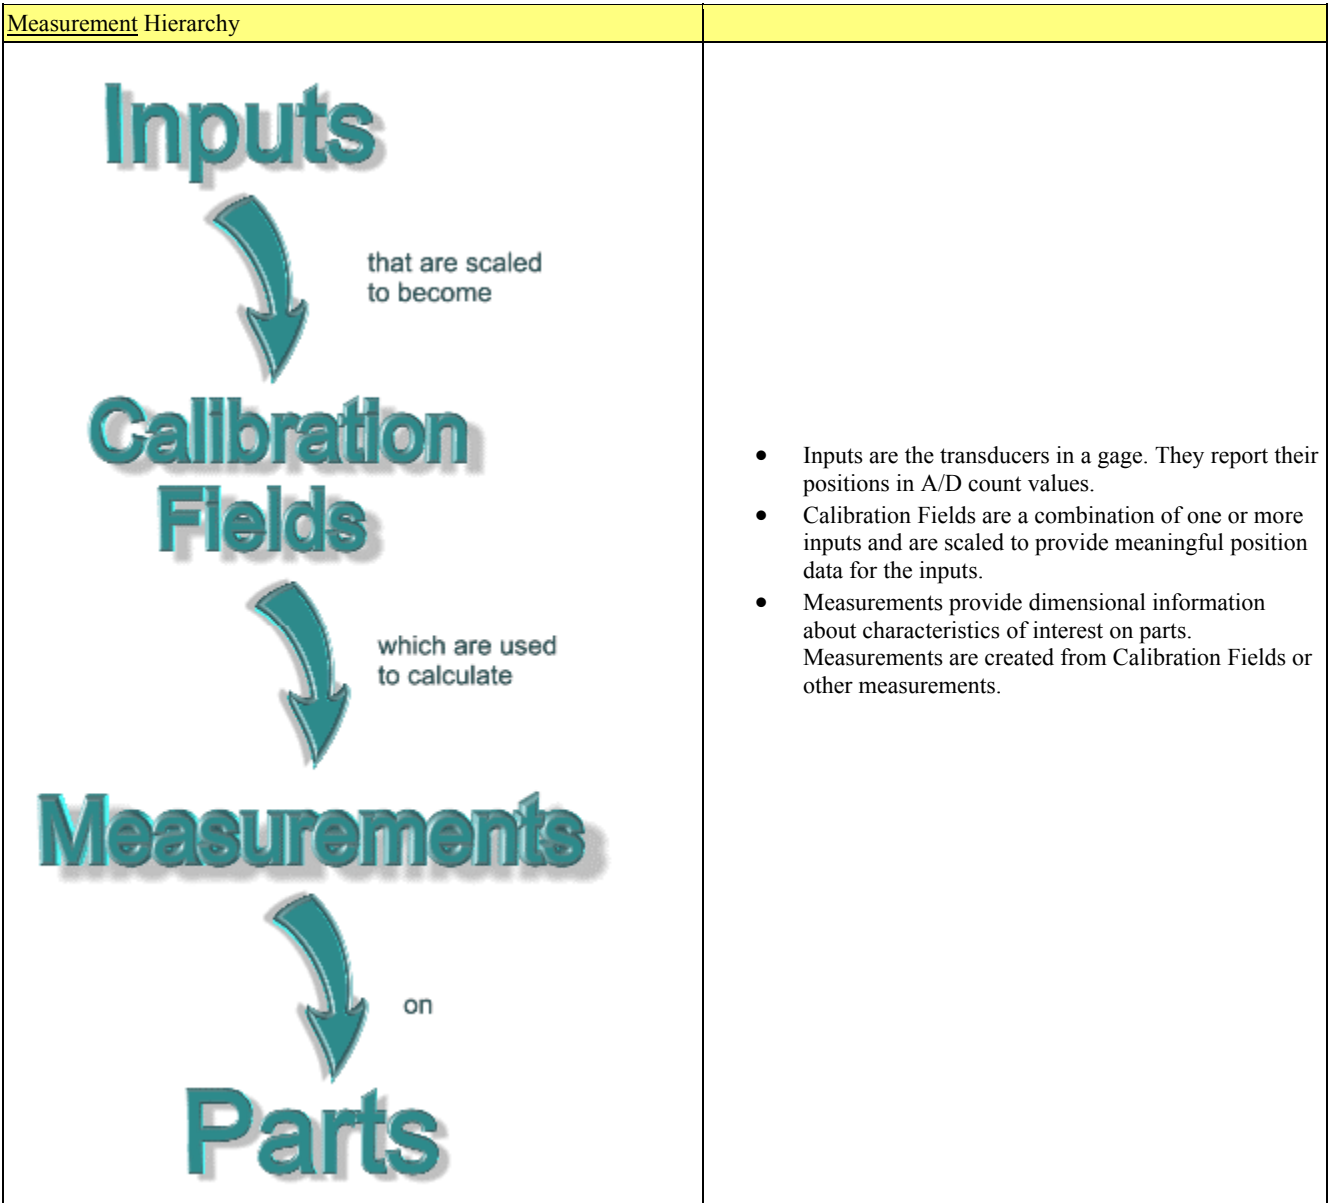 Measurement Hierarchy
Inputs
that are scaled
to become
Calibration
Fields
which are used
to calculate
Measurements
on
Parts
• Inputs are the transducers in a gage. They report their
positions in A/D count values.
• Calibration Fields are a combination of one or more
inputs and are scaled to provide meaningful position
data for the inputs.
• Measurements provide dimensional information
about characteristics of interest on parts.
Measurements are created from Calibration Fields or
other measurements.